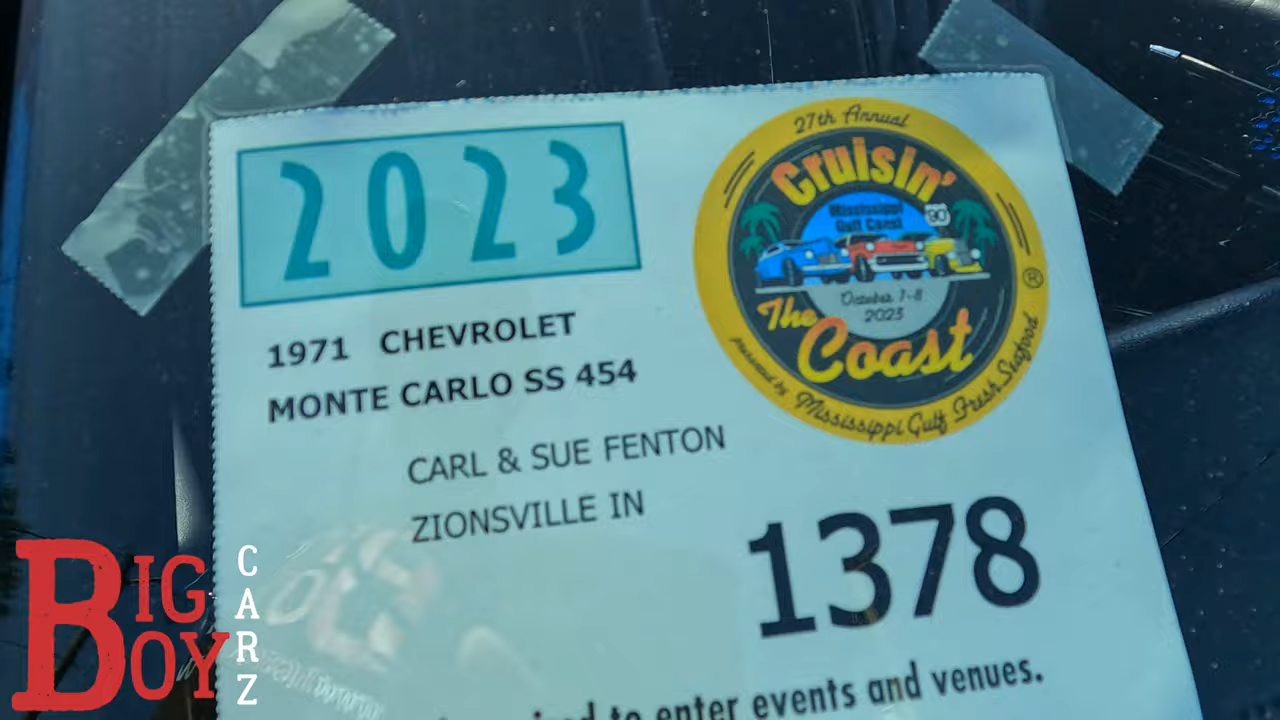 2023
27th Annual
Cruisin'
Mississippi
Gulf Coast
90
October 1-8
2023
The
Coast
presented by Mississippi Gulf Fresh Seafood
®
1971 CHEVROLET
MONTE CARLO SS 454
CARL & SUE FENTON
ZIONSVILLE IN
1378
to enter events and venues.
BIG
BOY
CARZ